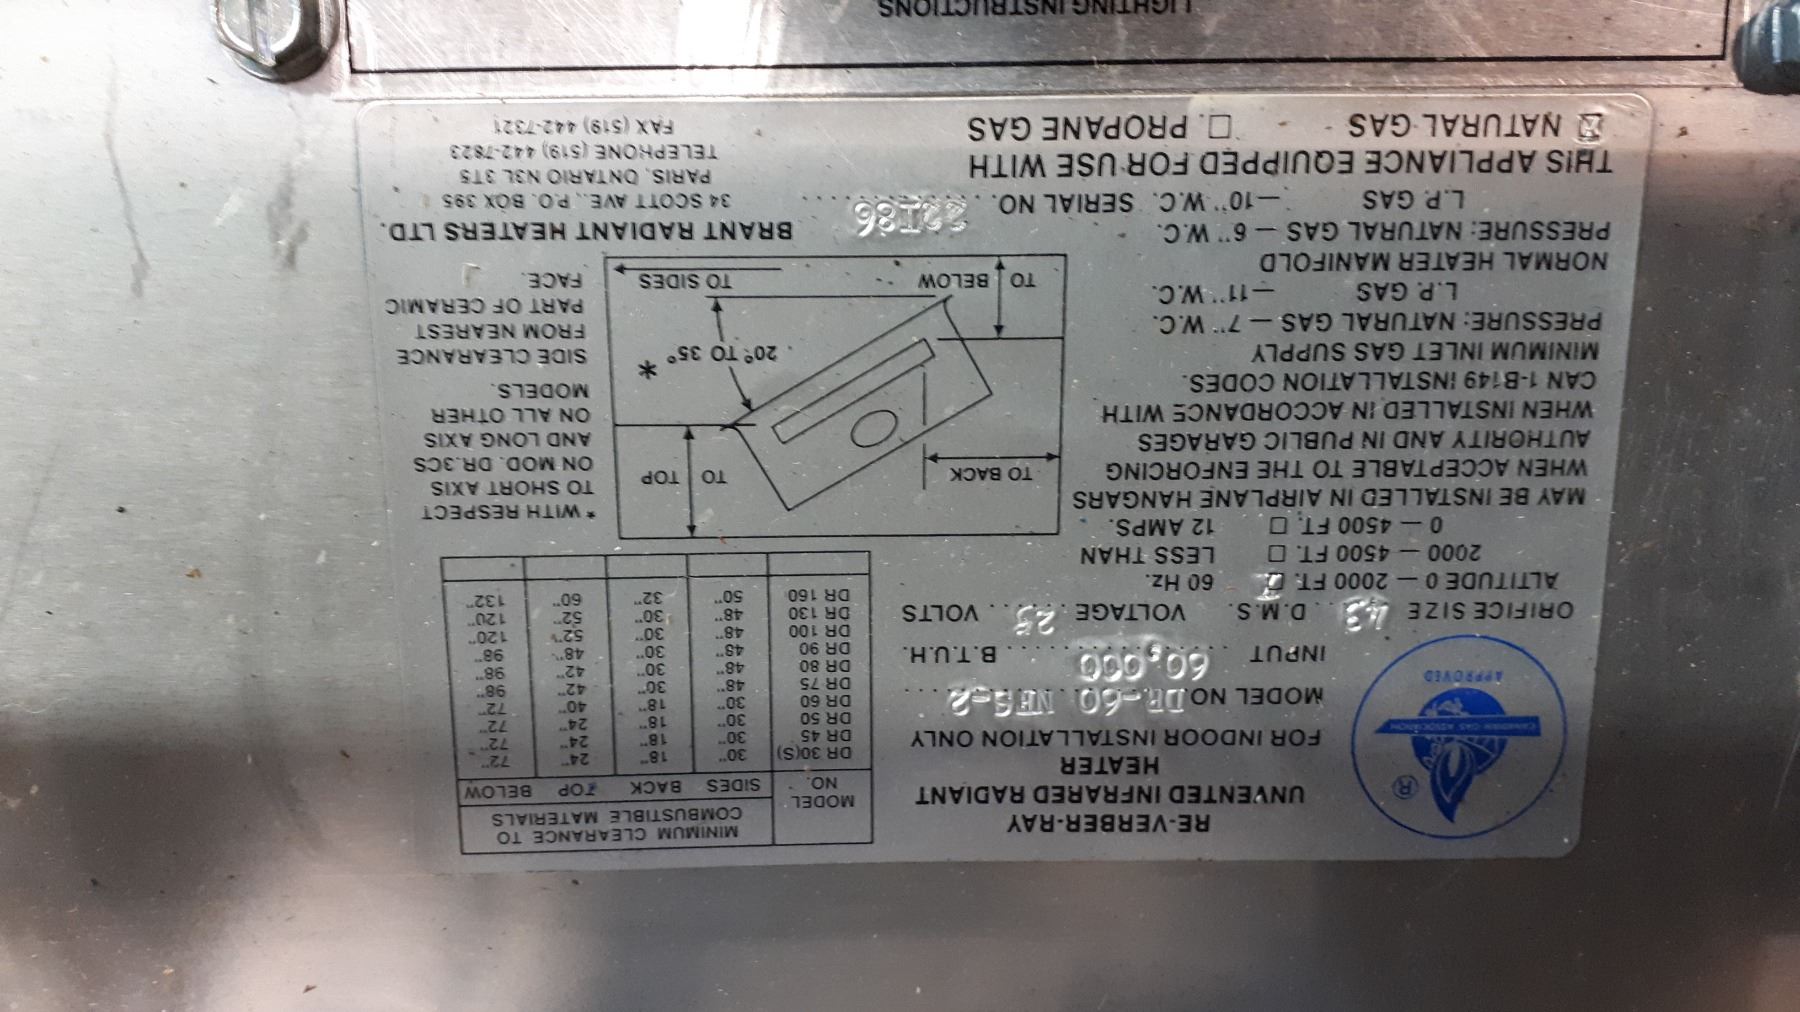 RE-VERBER-RAY
UNVENTED INFRARED RADIANT
HEATER
FOR INDOOR INSTALLATION ONLY
MODEL NO DR-60 NFS-2
INPUT 60,000 B.T.U.H.
ORIFICE SIZE 43 D.M.S. VOLTAGE 25 VOLTS
ALTITUDE 0 — 2000 FT. 60 Hz.
2000 — 4500 FT. □ LESS THAN
0 — 4500 FT. □ 12 AMPS.
MAY BE INSTALLED IN AIRPLANE HANGARS
WHEN ACCEPTABLE TO THE ENFORCING
AUTHORITY AND IN PUBLIC GARAGES
WHEN INSTALLED IN ACCORDANCE WITH
CAN 1-B149 INSTALLATION CODES.
MINIMUM INLET GAS SUPPLY
PRESSURE: NATURAL GAS — 7" W.C.
L.P. GAS —11" W.C.
NORMAL HEATER MANIFOLD
PRESSURE: NATURAL GAS — 6" W.C.
L.P. GAS —10" W.C. SERIAL NO. 22I86
THIS APPLIANCE EQUIPPED FOR USE WITH
☒ NATURAL GAS □ PROPANE GAS
CANADIAN GAS ASSOCIATION
®
APPROVED
MINIMUM CLEARANCE TO
COMBUSTIBLE MATERIALS
MODEL NO. SIDES BACK TOP BELOW
DR 30(S) 30" 18" 24" 72"
DR 45 30" 18" 24" 72"
DR 50 30" 18" 24" 72"
DR 60 30" 18" 40" 72"
DR 75 48" 30" 42" 98"
DR 80 48" 30" 42" 98"
DR 90 48" 30" 48" 98"
DR 100 48" 30" 52" 120"
DR 130 48" 30" 52" 120"
DR 160 50" 32" 60" 132"
TO BACK
TO TOP
20° TO 35° *
TO BELOW
TO SIDES
* WITH RESPECT
TO SHORT AXIS
ON MOD. DR.3CS
AND LONG AXIS
ON ALL OTHER
MODELS.
SIDE CLEARANCE
FROM NEAREST
PART OF CERAMIC
FACE.
BRANT RADIANT HEATERS LTD.
34 SCOTT AVE., P.O. BOX 395
PARIS, ONTARIO N3L 3T5
TELEPHONE (519) 442-7823
FAX (519) 442-7321
LIGHTING INSTRUCTIONS